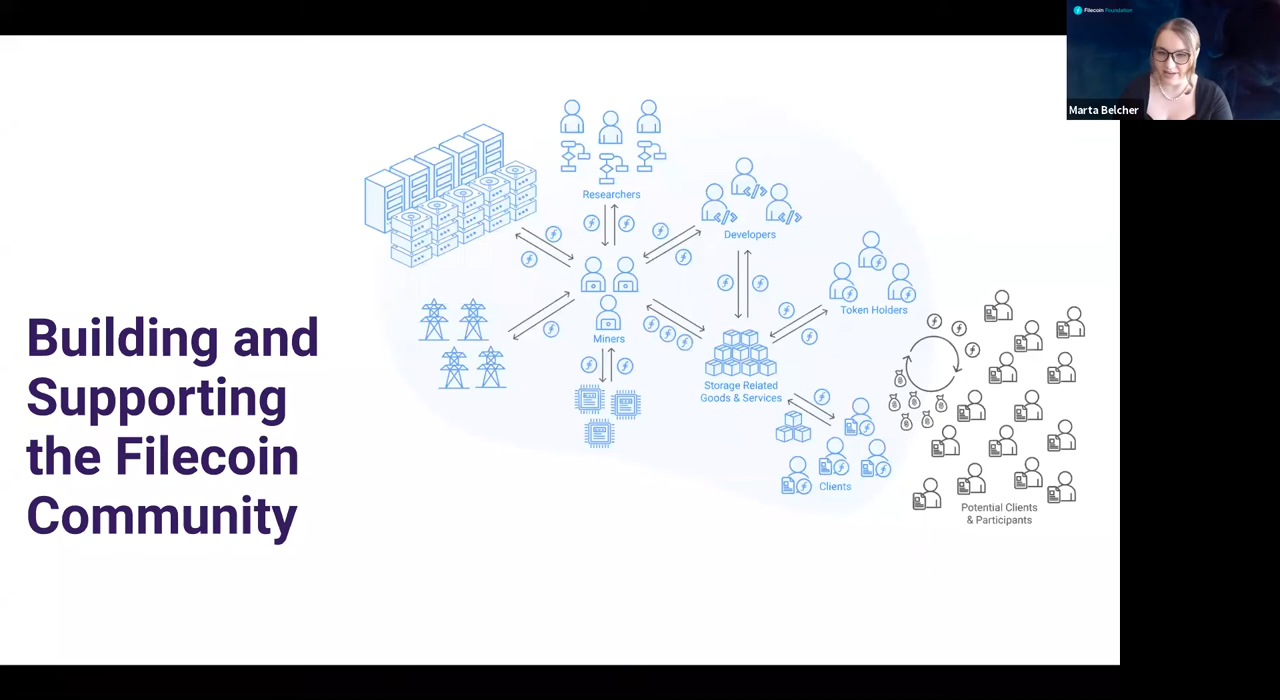 Filecoin Foundation
Marta Belcher
Building and
Supporting
the Filecoin
Community
Researchers
Developers
Token Holders
Miners
Storage Related
Goods & Services
Clients
Potential Clients
& Participants